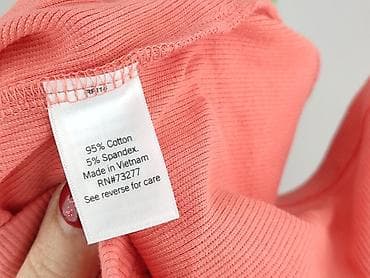 95% Cotton
5% Spandex.
Made in Vietnam
RN#73277
See reverse for care